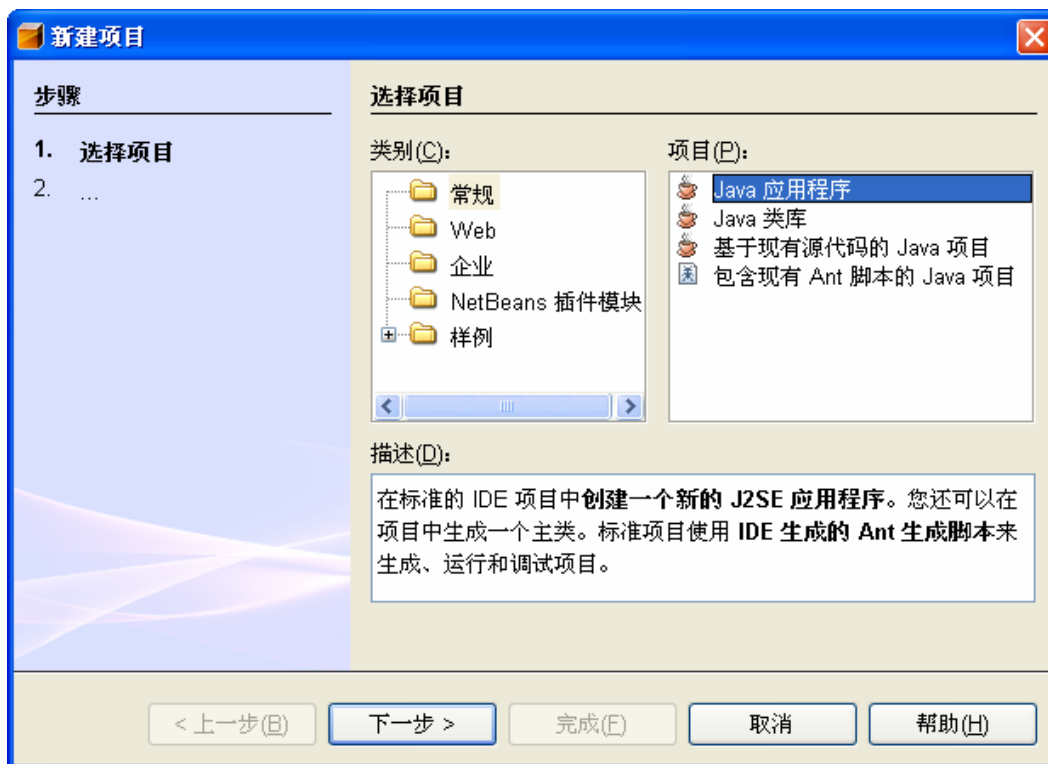 新建项目
步骤
1. 选择项目
2. ...
选择项目
类别(C):
常规
Web
企业
NetBeans 插件模块
样例
项目(P):
Java 应用程序
Java 类库
基于现有源代码的 Java 项目
包含现有 Ant 脚本的 Java 项目
描述(D):
在标准的 IDE 项目中创建一个新的 J2SE 应用程序。您还可以在
项目中生成一个主类。标准项目使用 IDE 生成的 Ant 生成脚本来
生成、运行和调试项目。
< 上一步(B)
下一步 >
完成(F)
取消
帮助(H)